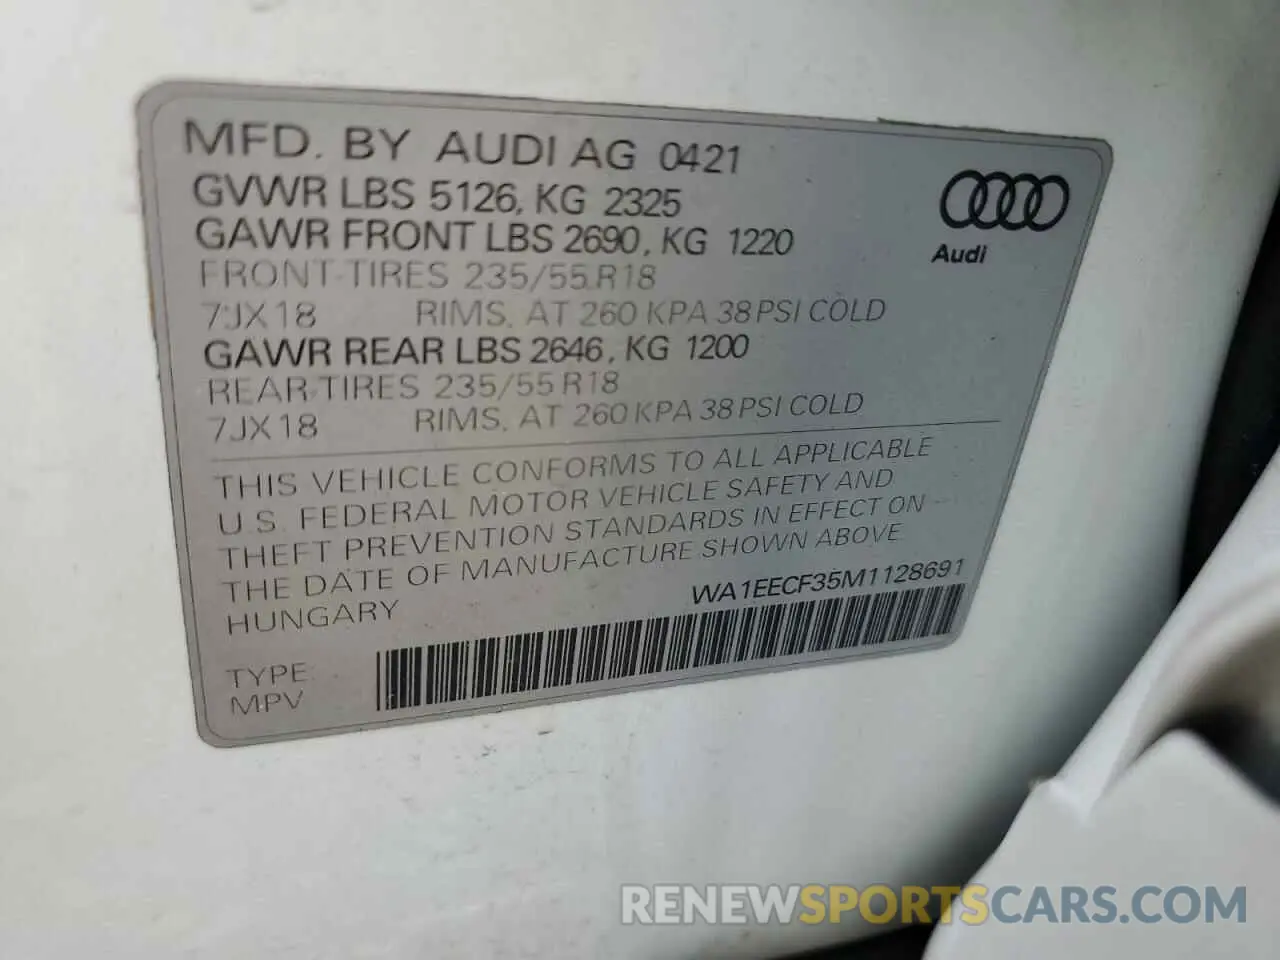 MFD. BY AUDI AG 0421
GVWR LBS 5126, KG 2325
GAWR FRONT LBS 2690, KG 1220
FRONT-TIRES 235/55 R18
7JX18 RIMS, AT 260 KPA 38 PSI COLD
GAWR REAR LBS 2646, KG 1200
REAR-TIRES 235/55 R18
7JX18 RIMS, AT 260 KPA 38 PSI COLD
Audi
THIS VEHICLE CONFORMS TO ALL APPLICABLE
U.S. FEDERAL MOTOR VEHICLE SAFETY AND
THEFT PREVENTION STANDARDS IN EFFECT ON
THE DATE OF MANUFACTURE SHOWN ABOVE
HUNGARY
WA1EECF35M1128691
TYPE:
MPV
RENEWSPORTSCARS.COM